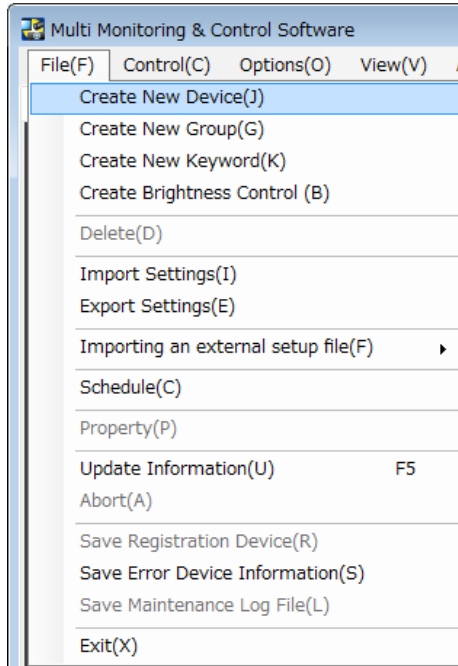 Multi Monitoring & Control Software
File(F) Control(C) Options(O) View(V)
Create New Device(J)
Create New Group(G)
Create New Keyword(K)
Create Brightness Control (B)
Delete(D)
Import Settings(I)
Export Settings(E)
Importing an external setup file(F)
Schedule(C)
Property(P)
Update Information(U) F5
Abort(A)
Save Registration Device(R)
Save Error Device Information(S)
Save Maintenance Log File(L)
Exit(X)